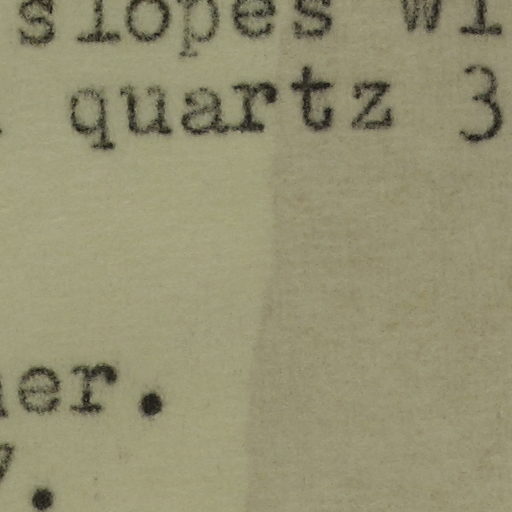 slopes wi
quartz 3
er.
.